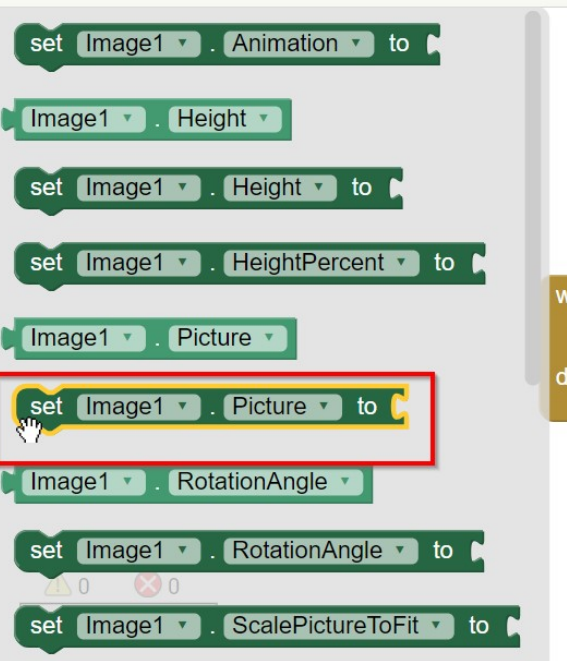 set Image1 . Animation to
Image1 . Height
set Image1 . Height to
set Image1 . HeightPercent to
Image1 . Picture
set Image1 . Picture to
Image1 . RotationAngle
set Image1 . RotationAngle to
0 0
set Image1 . ScalePictureToFit to
w
d